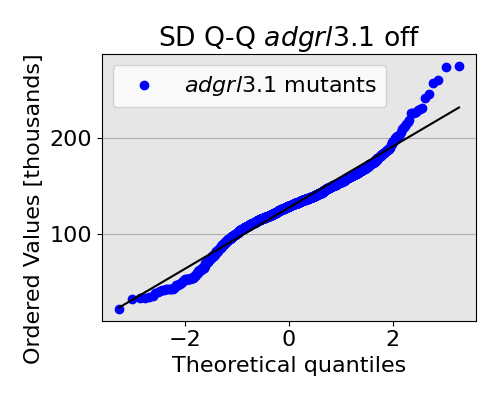 SD Q-Q adgrl3.1 off
adgrl3.1 mutants
Ordered Values [thousands]
200
100
−2
0
2
Theoretical quantiles